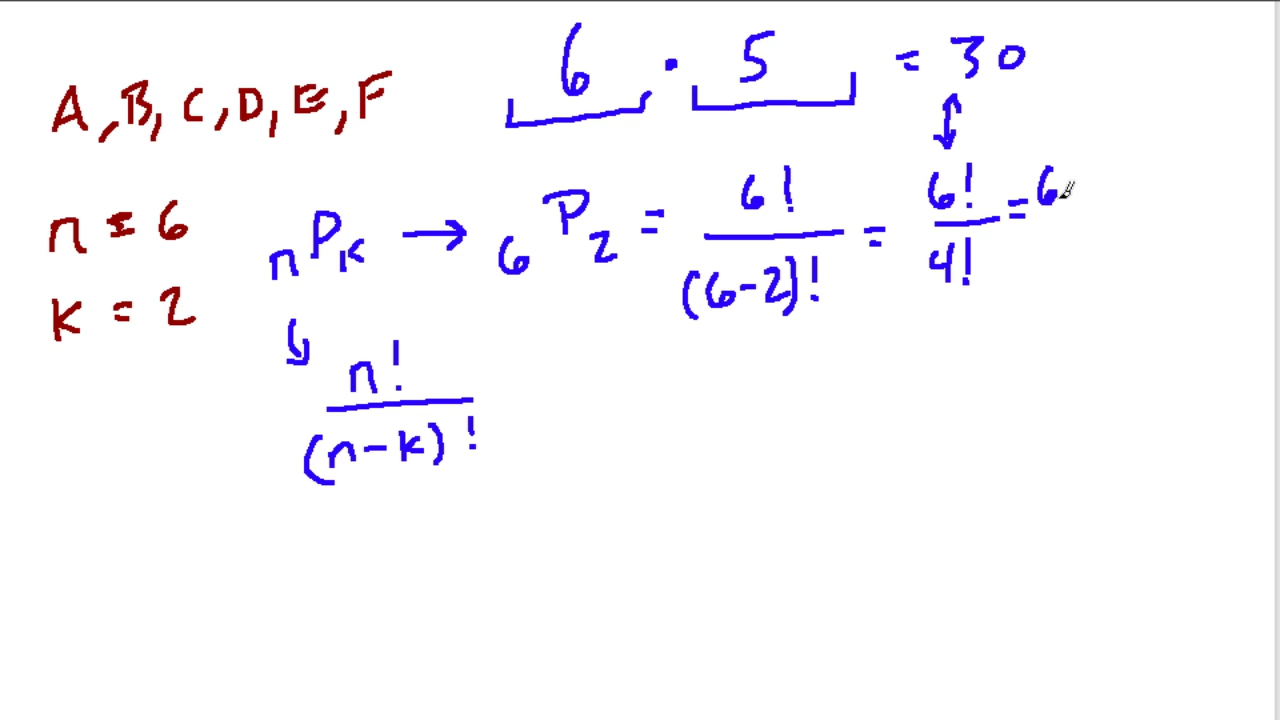 A, B, C, D, E, F
6 · 5 = 30
n = 6
k = 2
nPk → 6P2 = 6! / (6-2)! = 6! / 4! = 6
n! / (n-k)!